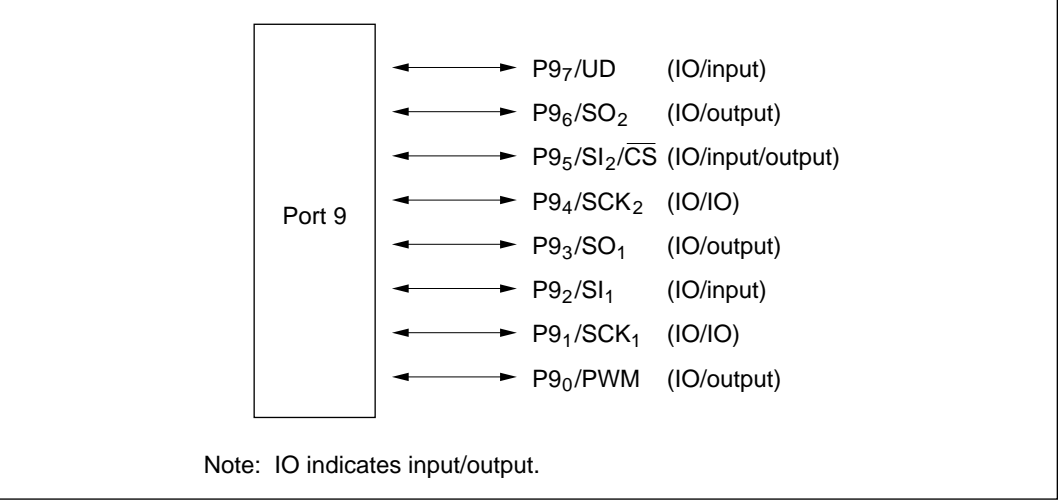 P9₇/UD (IO/input)
P9₆/SO₂ (IO/output)
P9₅/SI₂/C̅S̅ (IO/input/output)
P9₄/SCK₂ (IO/IO)
Port 9
P9₃/SO₁ (IO/output)
P9₂/SI₁ (IO/input)
P9₁/SCK₁ (IO/IO)
P9₀/PWM (IO/output)
Note: IO indicates input/output.